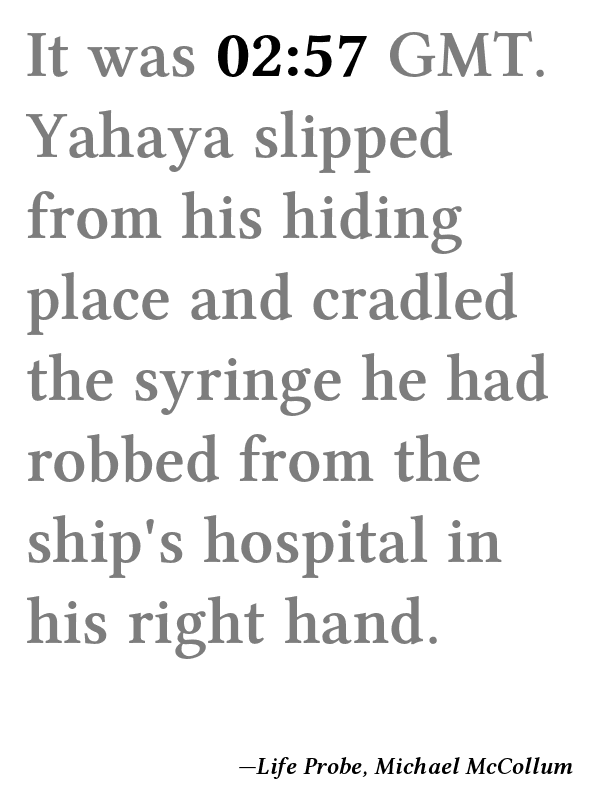 It was 02:57 GMT.
Yahaya slipped
from his hiding
place and cradled
the syringe he had
robbed from the
ship's hospital in
his right hand.
—Life Probe, Michael McCollum